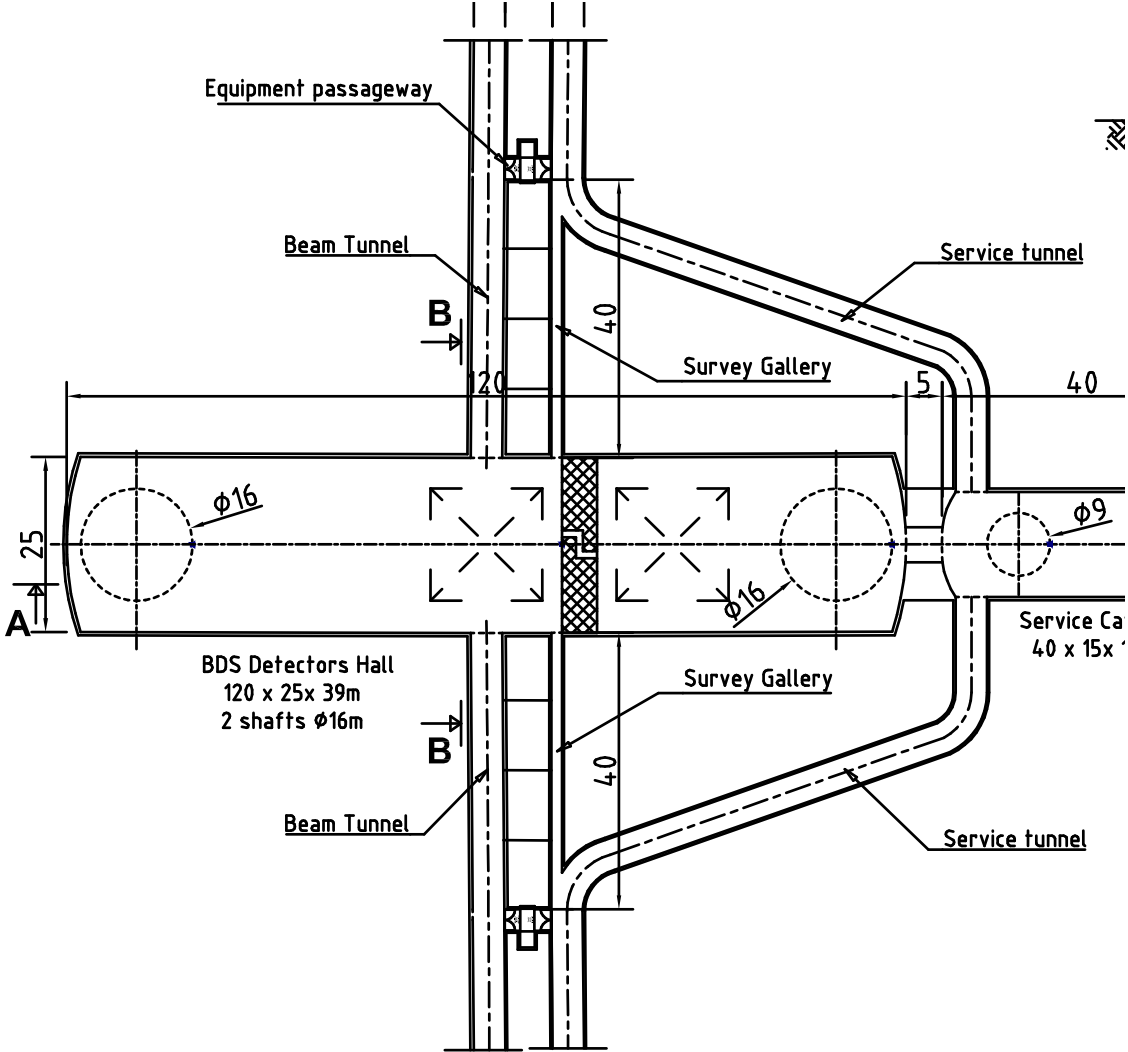 Equipment passageway
Beam Tunnel
Service tunnel
B
40
Survey Gallery
120
5
40
Φ16
Φ9
25
A
Φ16
BDS Detectors Hall
120 x 25x 39m
2 shafts Φ16m
Service Ca
40 x 15x 1
Survey Gallery
B
40
Beam Tunnel
Service tunnel